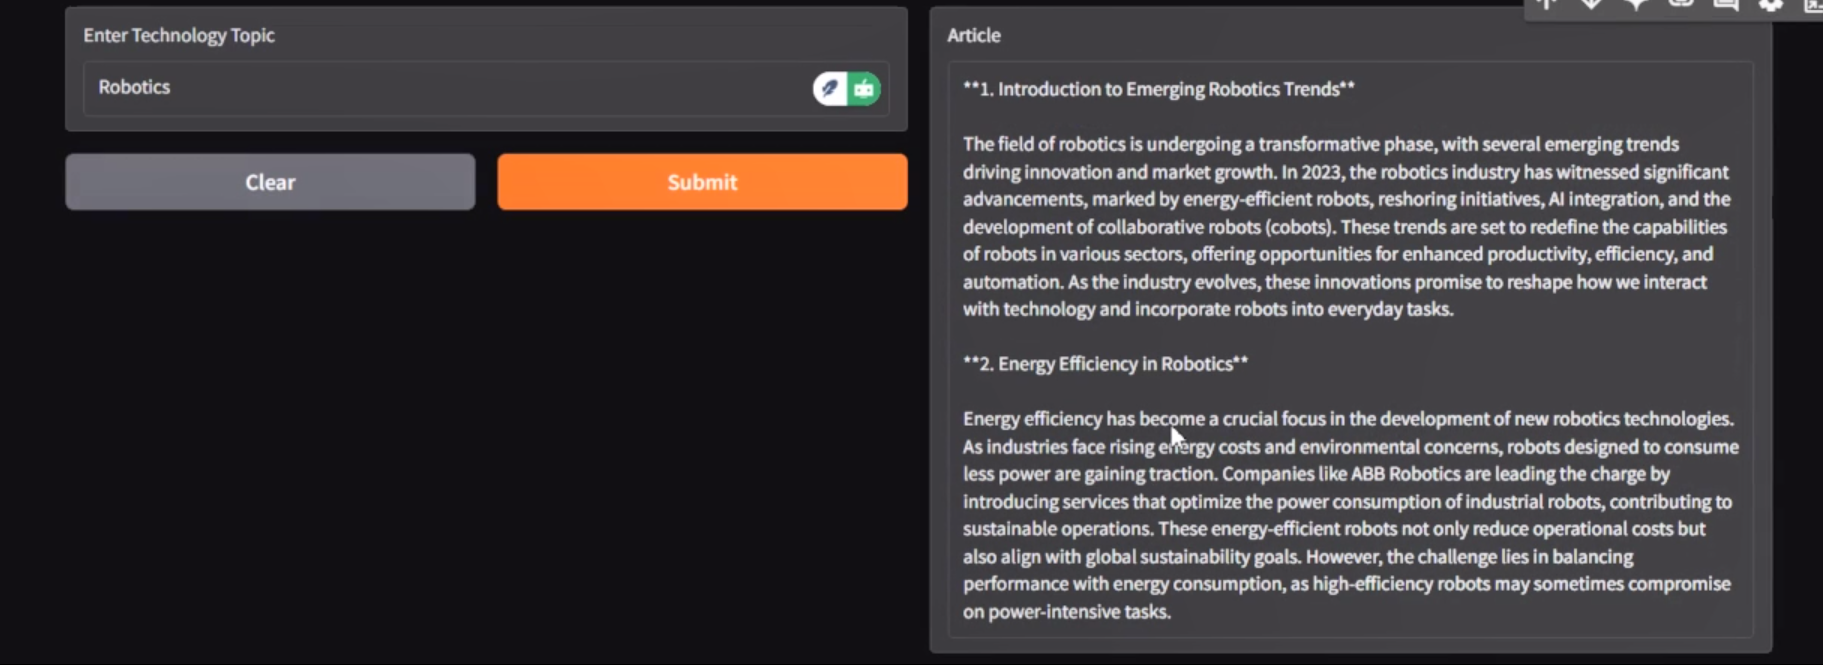 Enter Technology Topic
Robotics
Clear
Submit
Article
**1. Introduction to Emerging Robotics Trends**
The field of robotics is undergoing a transformative phase, with several emerging trends
driving innovation and market growth. In 2023, the robotics industry has witnessed significant
advancements, marked by energy-efficient robots, reshoring initiatives, AI integration, and the
development of collaborative robots (cobots). These trends are set to redefine the capabilities
of robots in various sectors, offering opportunities for enhanced productivity, efficiency, and
automation. As the industry evolves, these innovations promise to reshape how we interact
with technology and incorporate robots into everyday tasks.
**2. Energy Efficiency in Robotics**
Energy efficiency has become a crucial focus in the development of new robotics technologies.
As industries face rising energy costs and environmental concerns, robots designed to consume
less power are gaining traction. Companies like ABB Robotics are leading the charge by
introducing services that optimize the power consumption of industrial robots, contributing to
sustainable operations. These energy-efficient robots not only reduce operational costs but
also align with global sustainability goals. However, the challenge lies in balancing
performance with energy consumption, as high-efficiency robots may sometimes compromise
on power-intensive tasks.